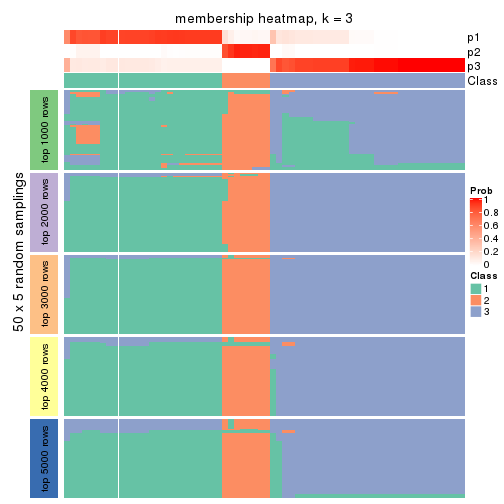 membership heatmap, k = 3
p1
p2
p3
Class
50 x 5 random samplings
top 1000 rows
top 2000 rows
top 3000 rows
top 4000 rows
top 5000 rows
Prob
1
0.8
0.6
0.4
0.2
0
Class
1
2
3